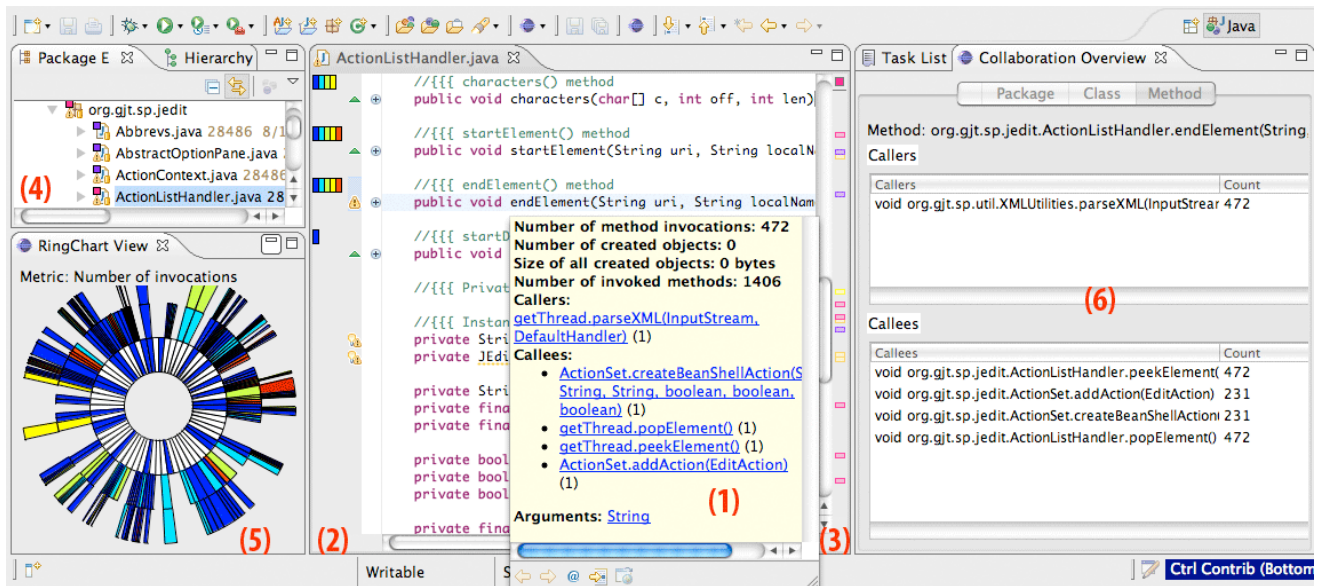 Java
Package E
Hierarchy
org.gjt.sp.jedit
Abbrevs.java 28486 8/1
AbstractOptionPane.java
ActionContext.java 28486
ActionListHandler.java 28
(4)
RingChart View
Metric: Number of invocations
(5)
ActionListHandler.java
//{{{ characters() method
public void characters(char[] c, int off, int len)
//{{{ startElement() method
public void startElement(String uri, String localN
//{{{ endElement() method
public void endElement(String uri, String localNam
//{{{ startD
public void
//{{{ Privat
//{{{ Instan
private Stri
private JEdi
private Stri
private fina
private fina
private bool
private bool
private bool
private fina
(2)
Number of method invocations: 472
Number of created objects: 0
Size of all created objects: 0 bytes
Number of invoked methods: 1406
Callers:
getThread.parseXML(InputStream,
DefaultHandler) (1)
Callees:
• ActionSet.createBeanShellAction(S
String, String, boolean, boolean,
boolean) (1)
• getThread.popElement() (1)
• getThread.peekElement() (1)
• ActionSet.addAction(EditAction)
(1)
Arguments: String
(1)
(3)
Task List
Collaboration Overview
Package Class Method
Method: org.gjt.sp.jedit.ActionListHandler.endElement(String,
Callers
Callers Count
void org.gjt.sp.util.XMLUtilities.parseXML(InputStrear 472
(6)
Callees
Callees Count
void org.gjt.sp.jedit.ActionListHandler.peekElement( 472
void org.gjt.sp.jedit.ActionSet.addAction(EditAction) 231
void org.gjt.sp.jedit.ActionSet.createBeanShellAction( 231
void org.gjt.sp.jedit.ActionListHandler.popElement() 472
Writable
S
Ctrl Contrib (Bottom